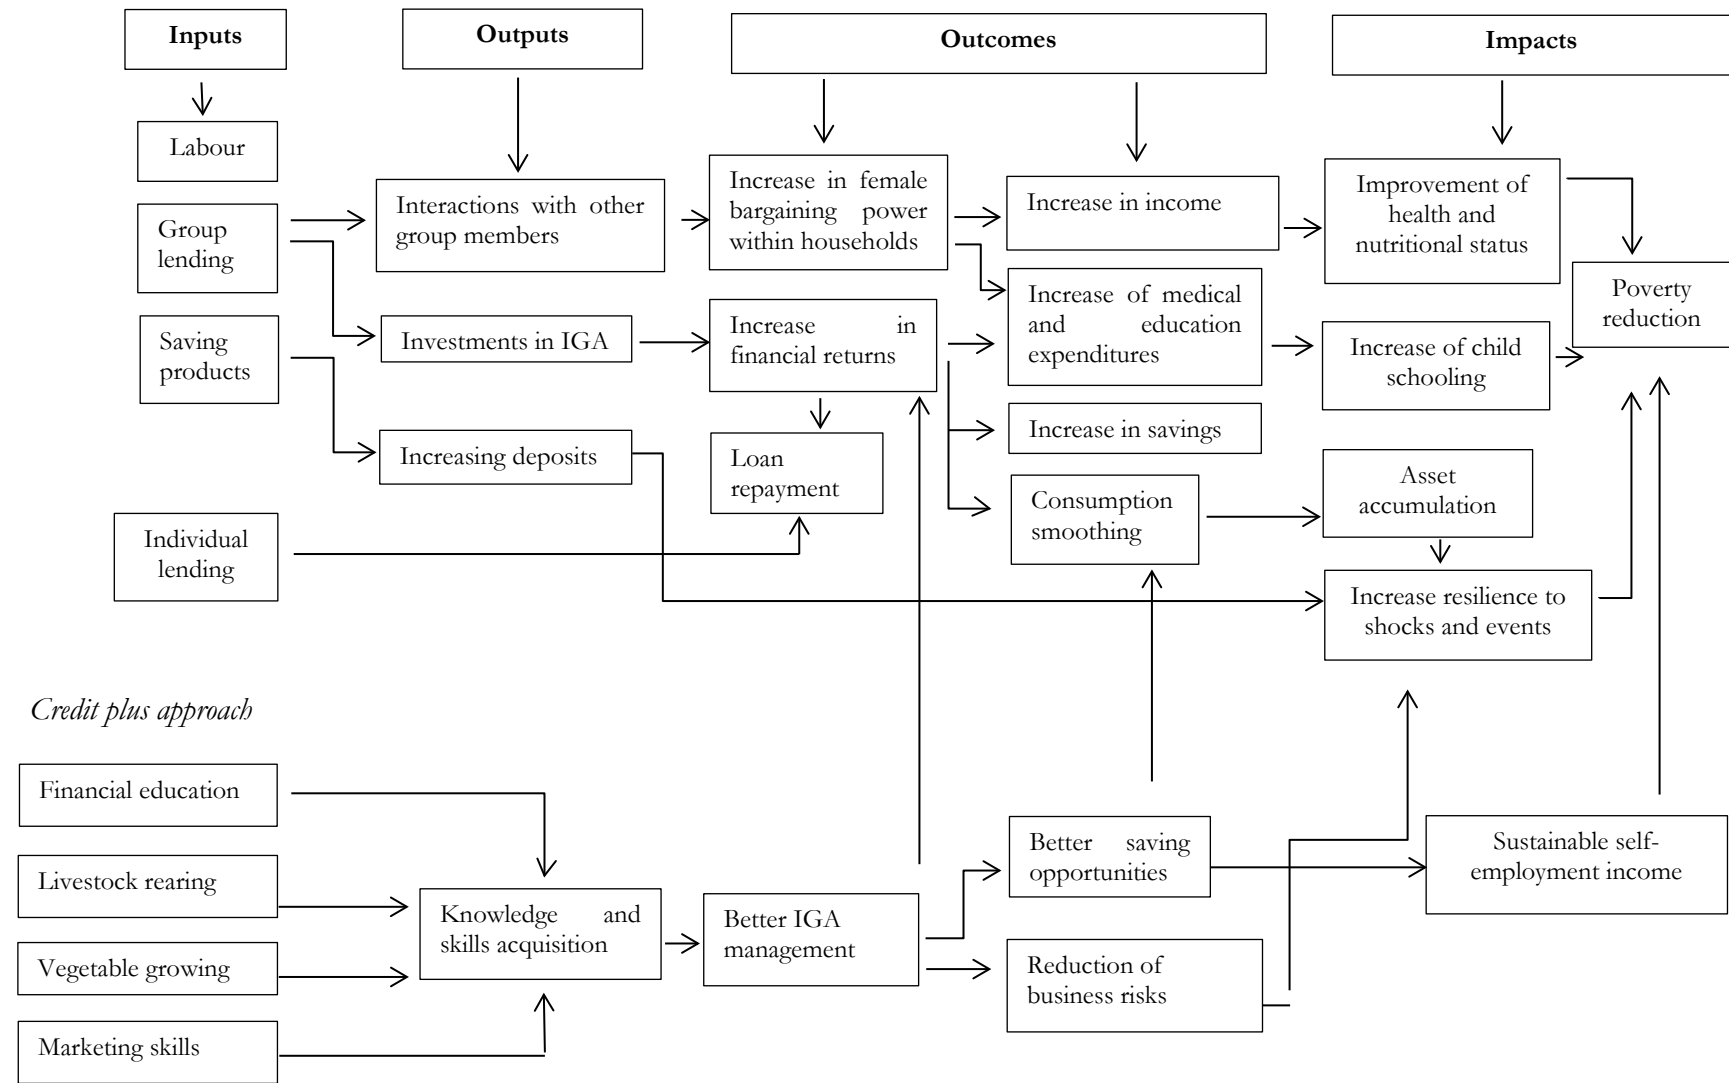 Inputs
Outputs
Outcomes
Impacts
Labour
Group
lending
Saving
products
Individual
lending
Interactions with other
group members
Investments in IGA
Increasing deposits
Increase in female
bargaining power
within households
Increase in
financial returns
Loan
repayment
Increase in income
Increase of medical
and education
expenditures
Increase in savings
Consumption
smoothing
Improvement of
health and
nutritional status
Increase of child
schooling
Asset
accumulation
Increase resilience to
shocks and events
Poverty
reduction
Credit plus approach
Financial education
Livestock rearing
Vegetable growing
Marketing skills
Knowledge and
skills acquisition
Better IGA
management
Better saving
opportunities
Reduction of
business risks
Sustainable self-
employment income